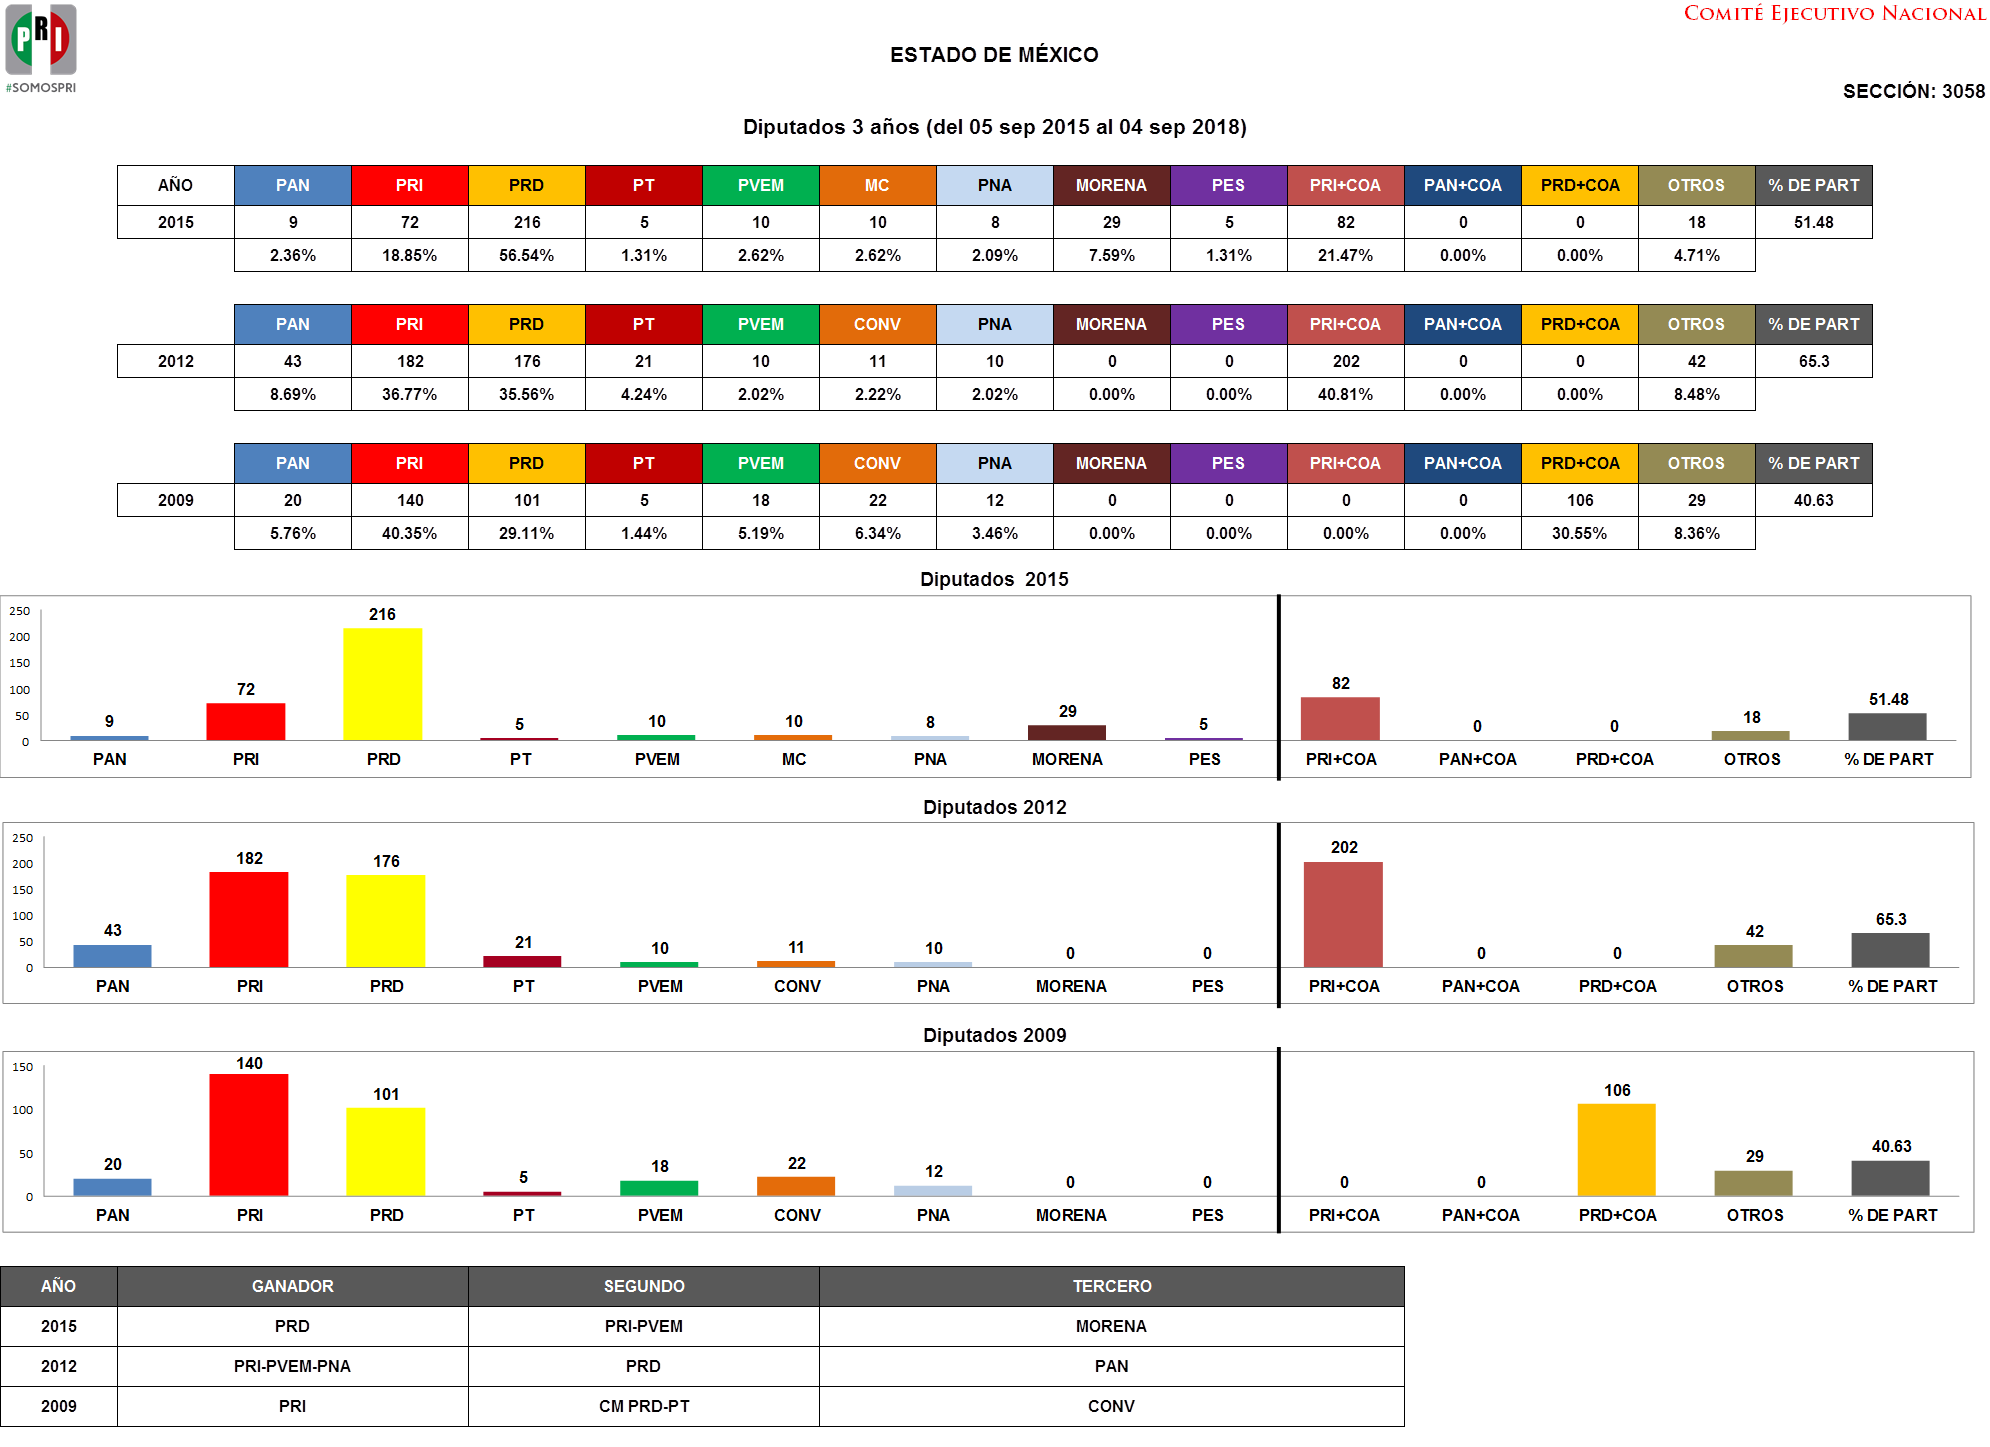 PRI
#SOMOSPRI
COMITÉ EJECUTIVO NACIONAL
ESTADO DE MÉXICO
SECCIÓN: 3058
Diputados 3 años (del 05 sep 2015 al 04 sep 2018)
AÑO PAN PRI PRD PT PVEM MC PNA MORENA PES PRI+COA PAN+COA PRD+COA OTROS % DE PART
2015 9 72 216 5 10 10 8 29 5 82 0 0 18 51.48
2.36% 18.85% 56.54% 1.31% 2.62% 2.62% 2.09% 7.59% 1.31% 21.47% 0.00% 0.00% 4.71%
PAN PRI PRD PT PVEM CONV PNA MORENA PES PRI+COA PAN+COA PRD+COA OTROS % DE PART
2012 43 182 176 21 10 11 10 0 0 202 0 0 42 65.3
8.69% 36.77% 35.56% 4.24% 2.02% 2.22% 2.02% 0.00% 0.00% 40.81% 0.00% 0.00% 8.48%
PAN PRI PRD PT PVEM CONV PNA MORENA PES PRI+COA PAN+COA PRD+COA OTROS % DE PART
2009 20 140 101 5 18 22 12 0 0 0 0 106 29 40.63
5.76% 40.35% 29.11% 1.44% 5.19% 6.34% 3.46% 0.00% 0.00% 0.00% 0.00% 30.55% 8.36%
Diputados 2015
250
200
150
100
50
0
9 72 216 5 10 10 8 29 5 82 0 0 18 51.48
PAN PRI PRD PT PVEM MC PNA MORENA PES PRI+COA PAN+COA PRD+COA OTROS % DE PART
Diputados 2012
250
200
150
100
50
0
43 182 176 21 10 11 10 0 0 202 0 0 42 65.3
PAN PRI PRD PT PVEM CONV PNA MORENA PES PRI+COA PAN+COA PRD+COA OTROS % DE PART
Diputados 2009
150
100
50
0
20 140 101 5 18 22 12 0 0 0 0 106 29 40.63
PAN PRI PRD PT PVEM CONV PNA MORENA PES PRI+COA PAN+COA PRD+COA OTROS % DE PART
AÑO GANADOR SEGUNDO TERCERO
2015 PRD PRI-PVEM MORENA
2012 PRI-PVEM-PNA PRD PAN
2009 PRI CM PRD-PT CONV